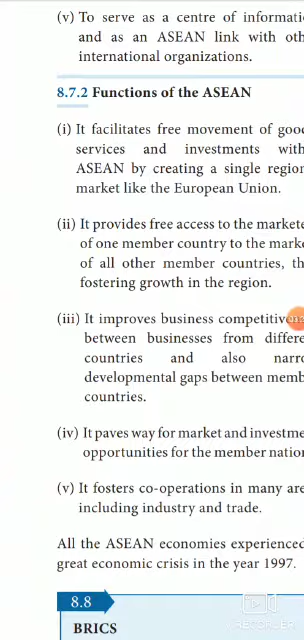 (v) To serve as a centre of informati
and as an ASEAN link with oth
international organizations.
8.7.2 Functions of the ASEAN
(i) It facilitates free movement of goo
services and investments with
ASEAN by creating a single region
market like the European Union.
(ii) It provides free access to the markete
of one member country to the marke
of all other member countries, th
fostering growth in the region.
(iii) It improves business competitiven
between businesses from differe
countries and also narro
developmental gaps between memb
countries.
(iv) It paves way for market and investme
opportunities for the member nation
(v) It fosters co-operations in many are
including industry and trade.
All the ASEAN economies experienced
great economic crisis in the year 1997.
8.8
BRICS
RECORDER